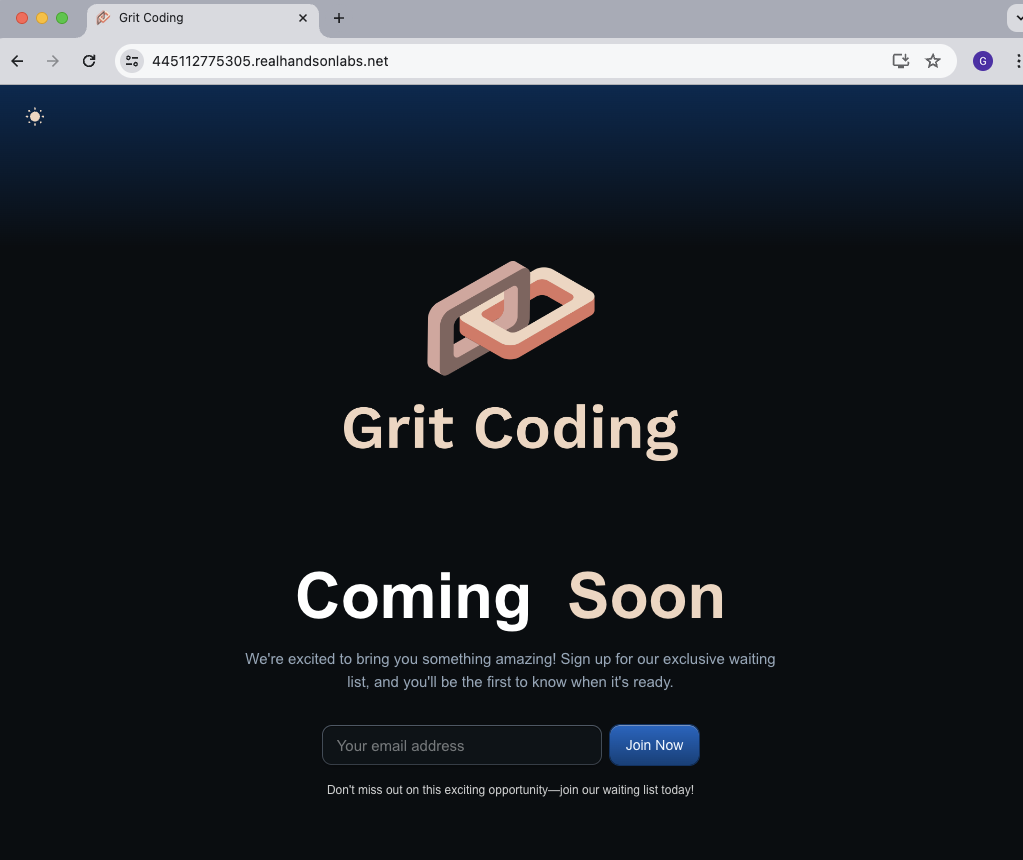 Grit Coding
445112775305.realhandsonlabs.net
G
Grit Coding
Coming Soon
We're excited to bring you something amazing! Sign up for our exclusive waiting
list, and you'll be the first to know when it's ready.
Your email address
Join Now
Don't miss out on this exciting opportunity—join our waiting list today!